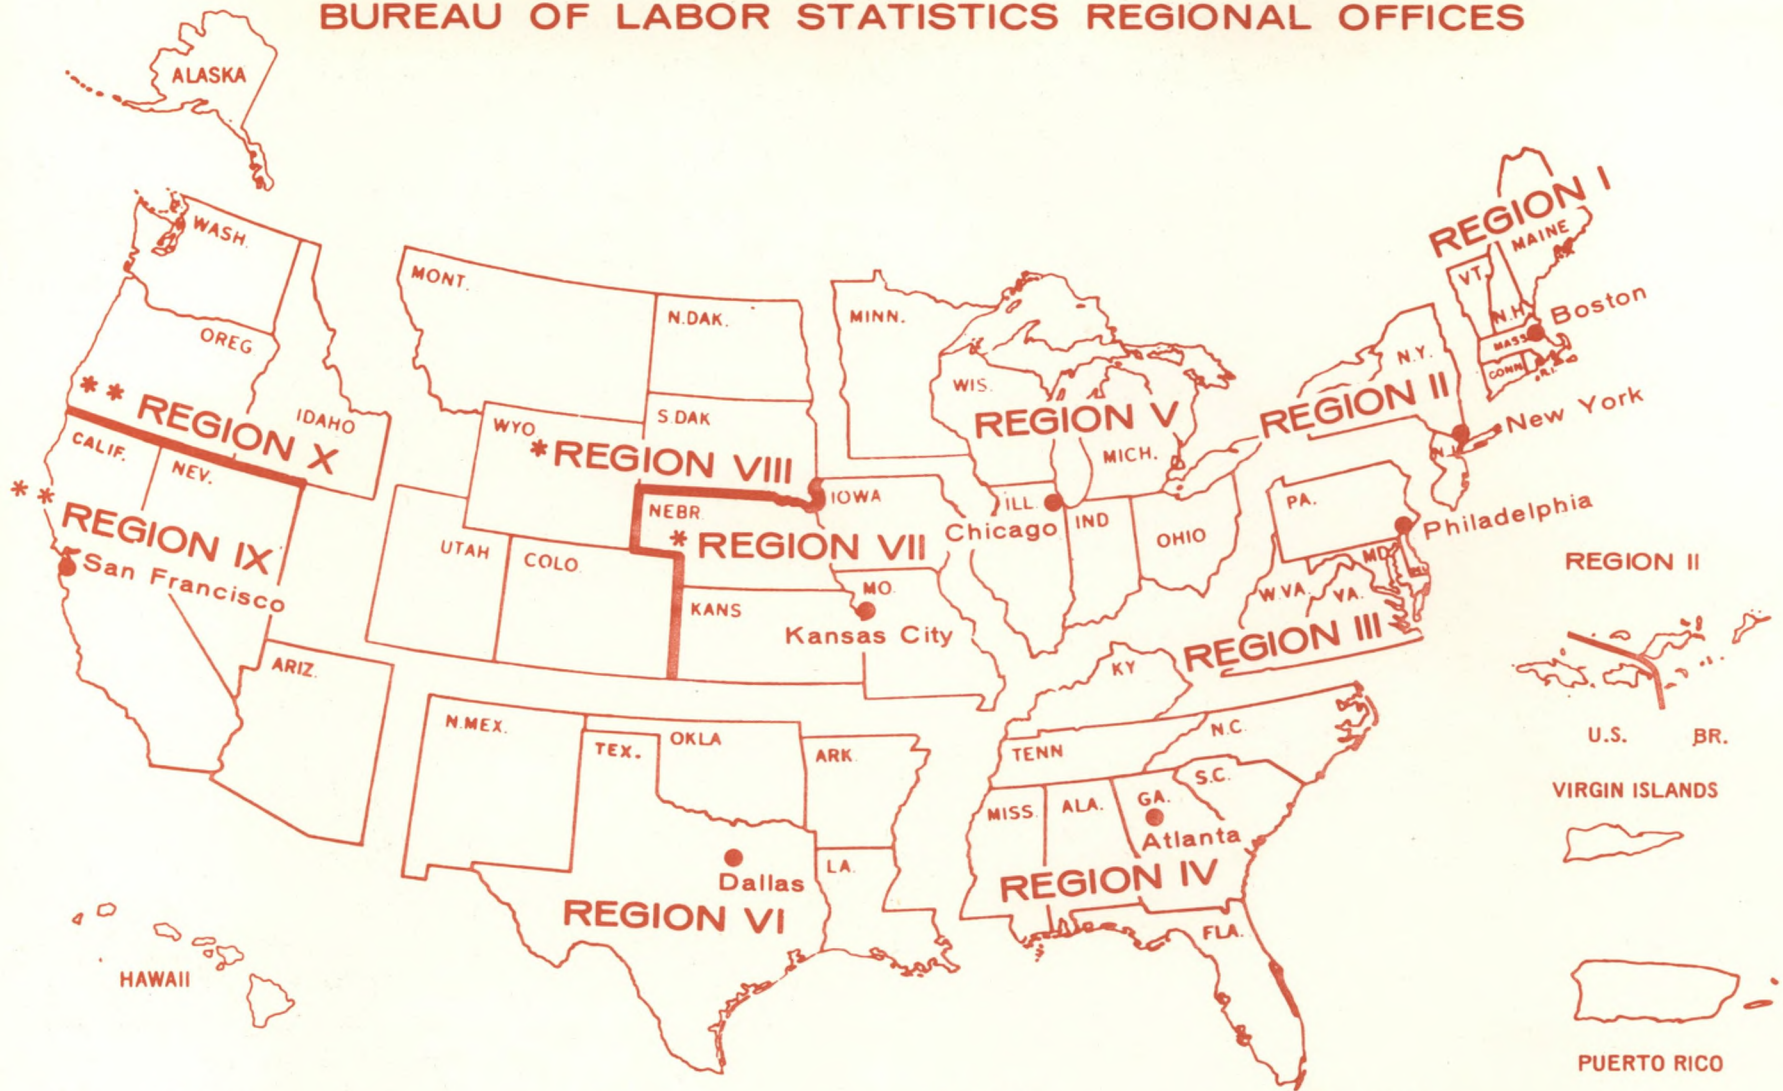 BUREAU OF LABOR STATISTICS REGIONAL OFFICES
ALASKA
WASH.
OREG
** REGION X
IDAHO
CALIF.
NEV.
** REGION IX
San Francisco
ARIZ.
HAWAII
MONT.
N.DAK.
S.DAK
WYO.
*REGION VIII
UTAH
COLO.
NEBR.
* REGION VII
IOWA
KANS
MO.
Kansas City
N.MEX.
TEX.
OKLA
ARK.
LA.
Dallas
REGION VI
MINN.
WIS.
REGION V
MICH.
ILL.
Chicago
IND
OHIO
KY
TENN
N.C.
S.C.
MISS.
ALA.
GA.
Atlanta
REGION IV
FLA.
REGION I
MAINE
VT.
N.H.
Boston
MASS
CONN
R.I.
N.Y.
REGION II
New York
N.J.
PA.
Philadelphia
MD.
W.VA.
VA.
REGION III
REGION II
U.S. BR.
VIRGIN ISLANDS
PUERTO RICO